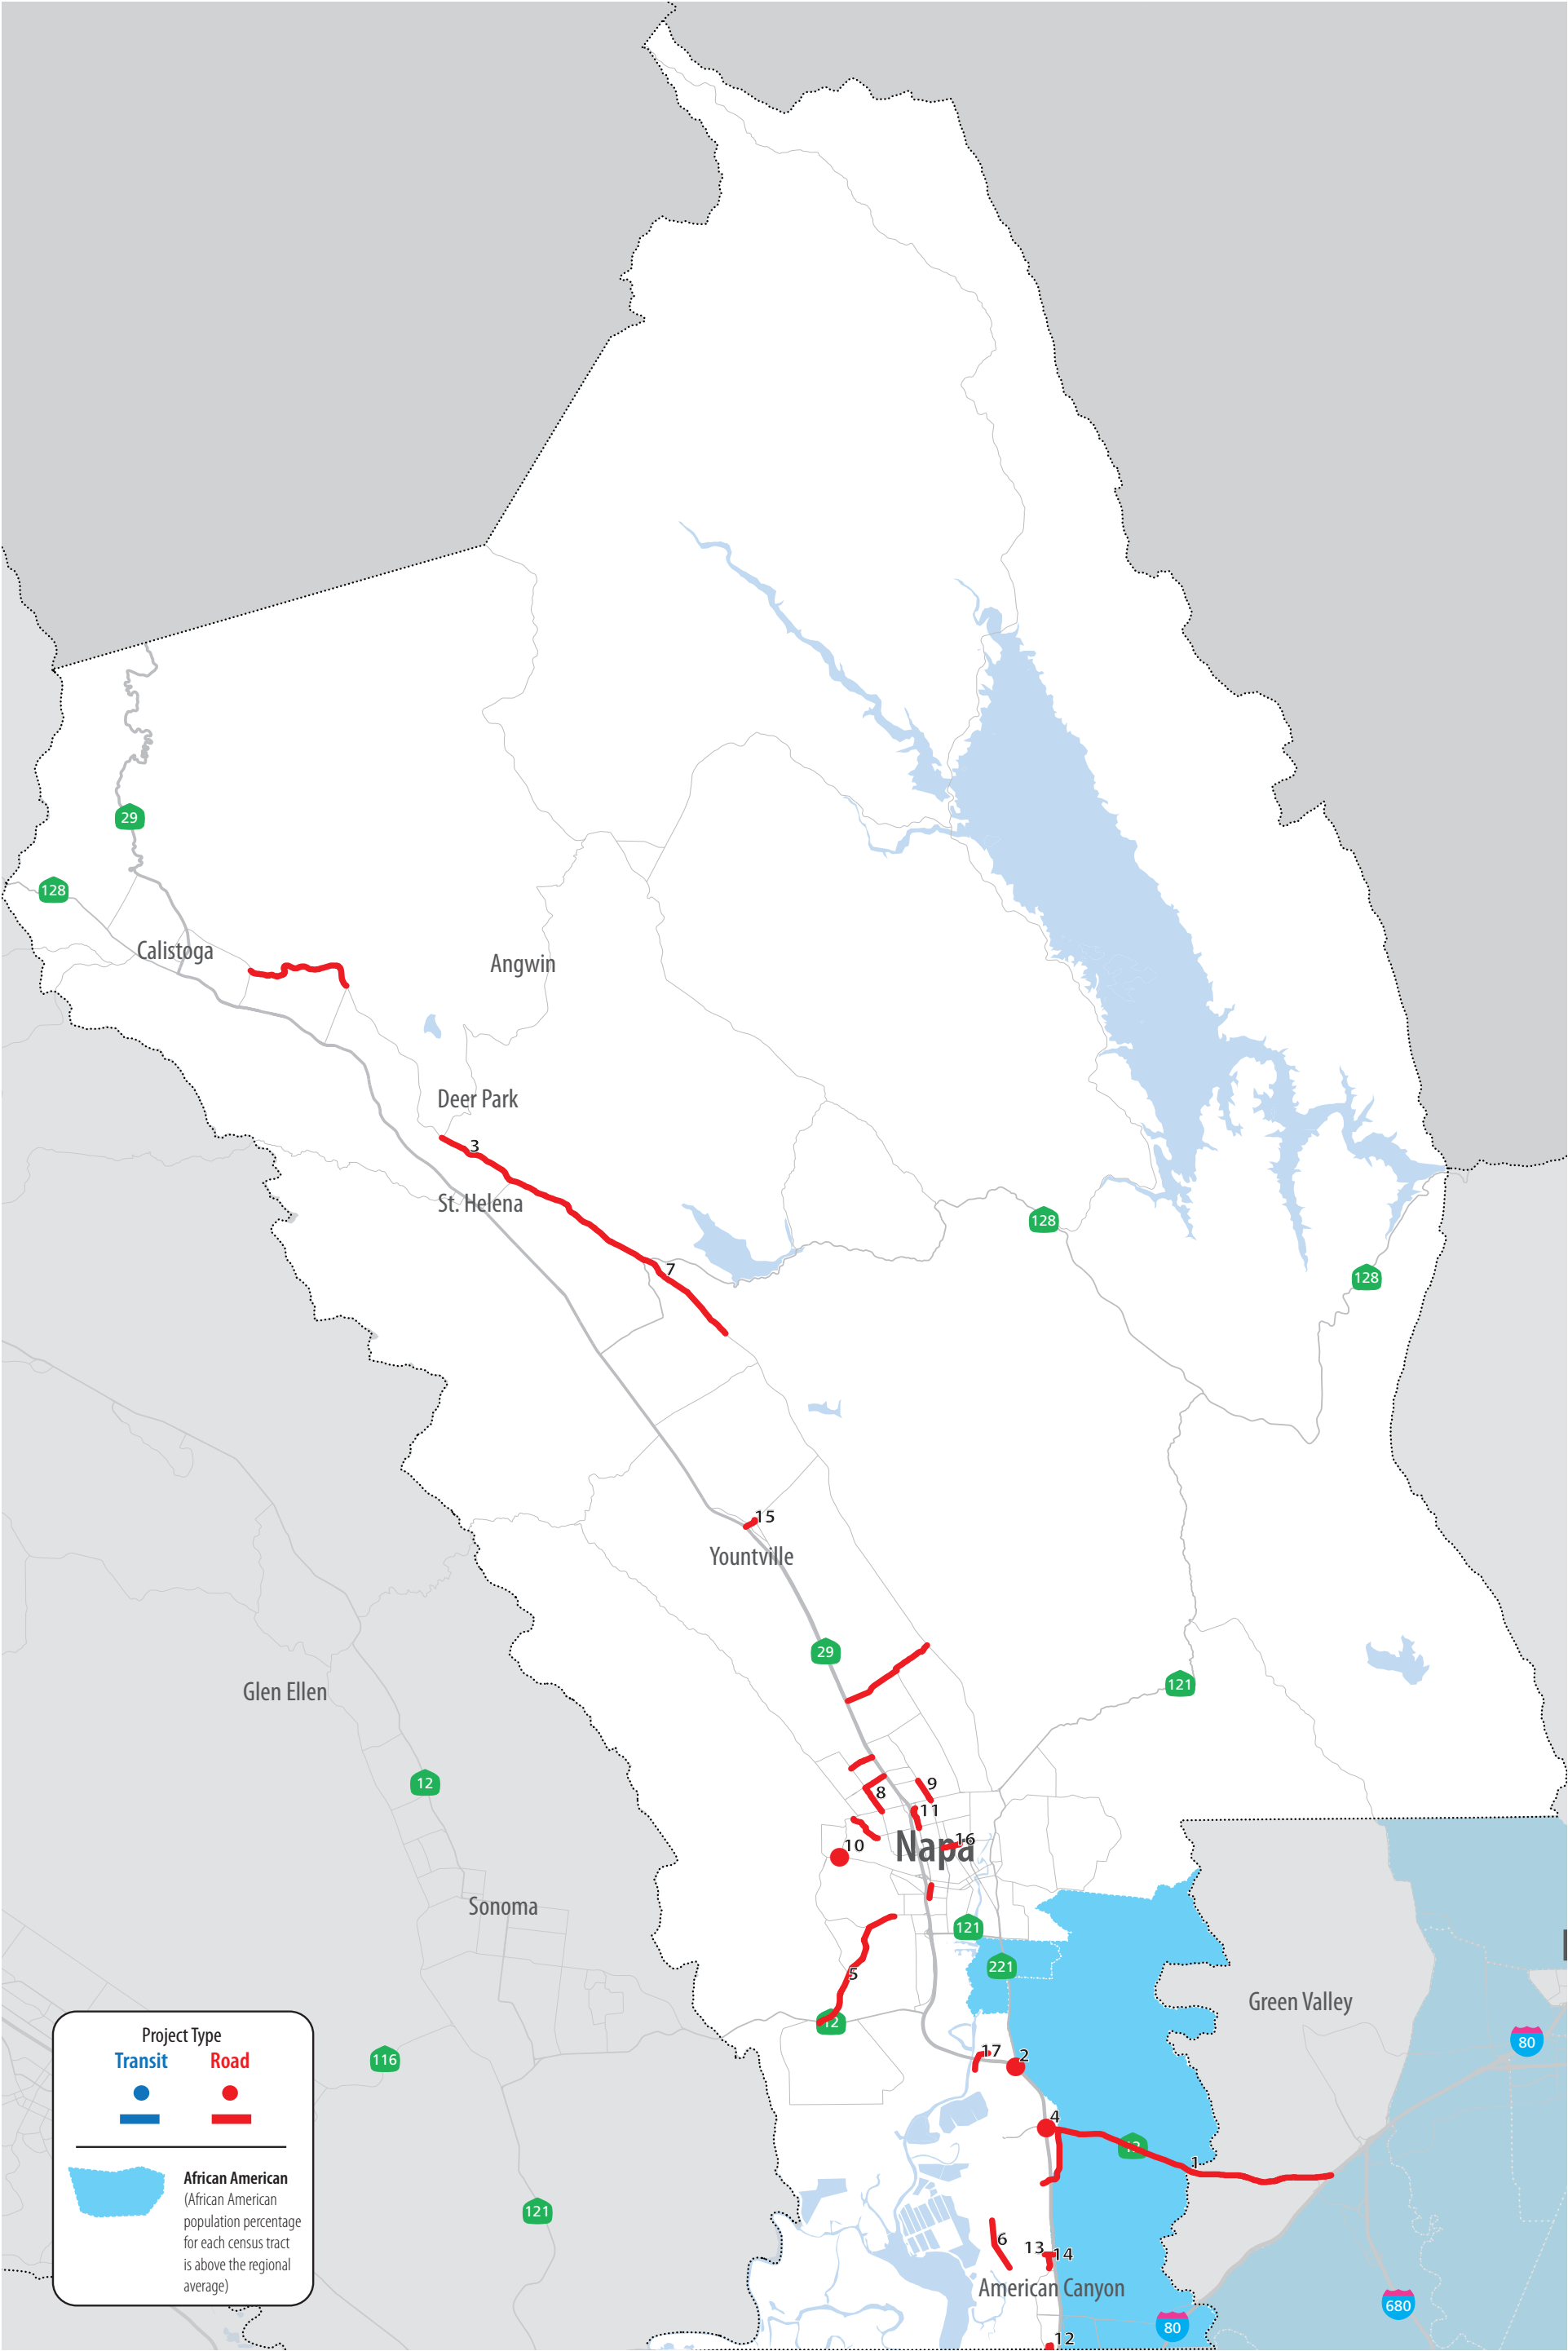 29
128
Calistoga
Angwin
Deer Park
3
St. Helena
7
128
128
15
Yountville
29
121
Glen Ellen
12
8
9
11
10
Napa
16
Sonoma
121
221
5
12
Green Valley
80
116
17
2
4
12
1
121
6
13
14
American Canyon
680
80
12
Project Type
Transit
Road
African American
(African American
population percentage
for each census tract
is above the regional
average)